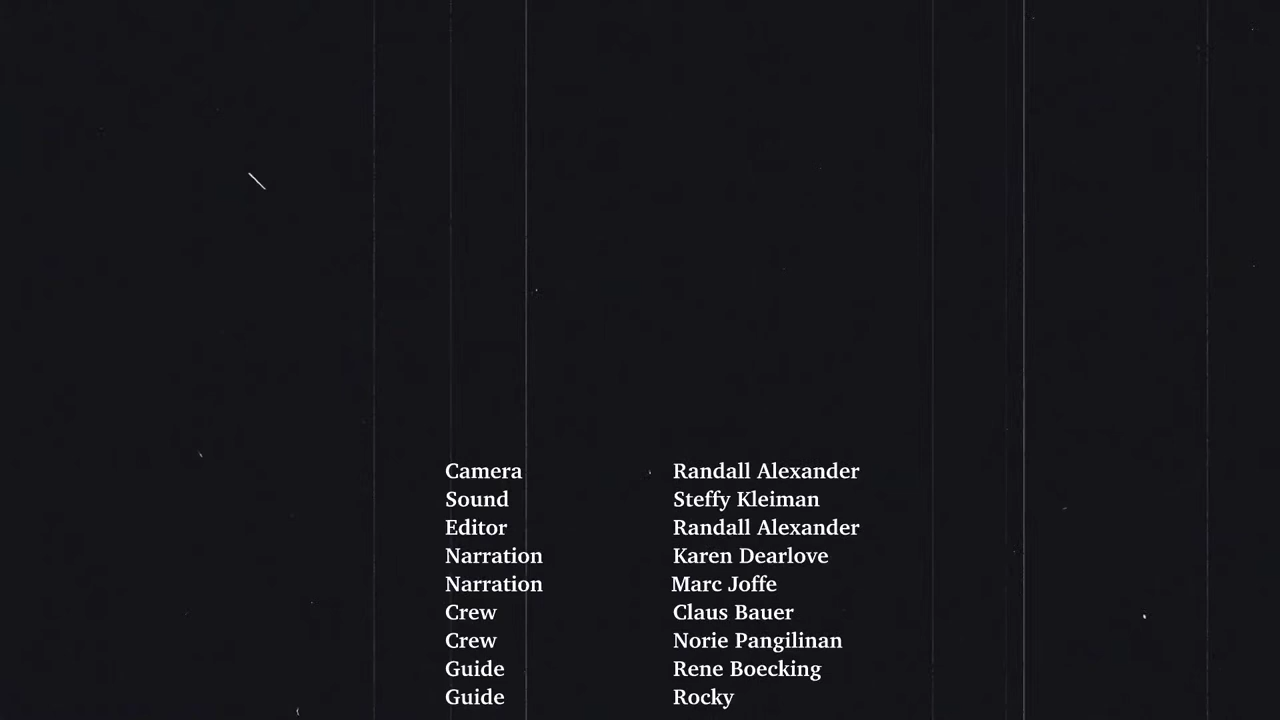 Camera Randall Alexander
Sound Steffy Kleiman
Editor Randall Alexander
Narration Karen Dearlove
Narration Marc Joffe
Crew Claus Bauer
Crew Norie Pangilinan
Guide Rene Boecking
Guide Rocky